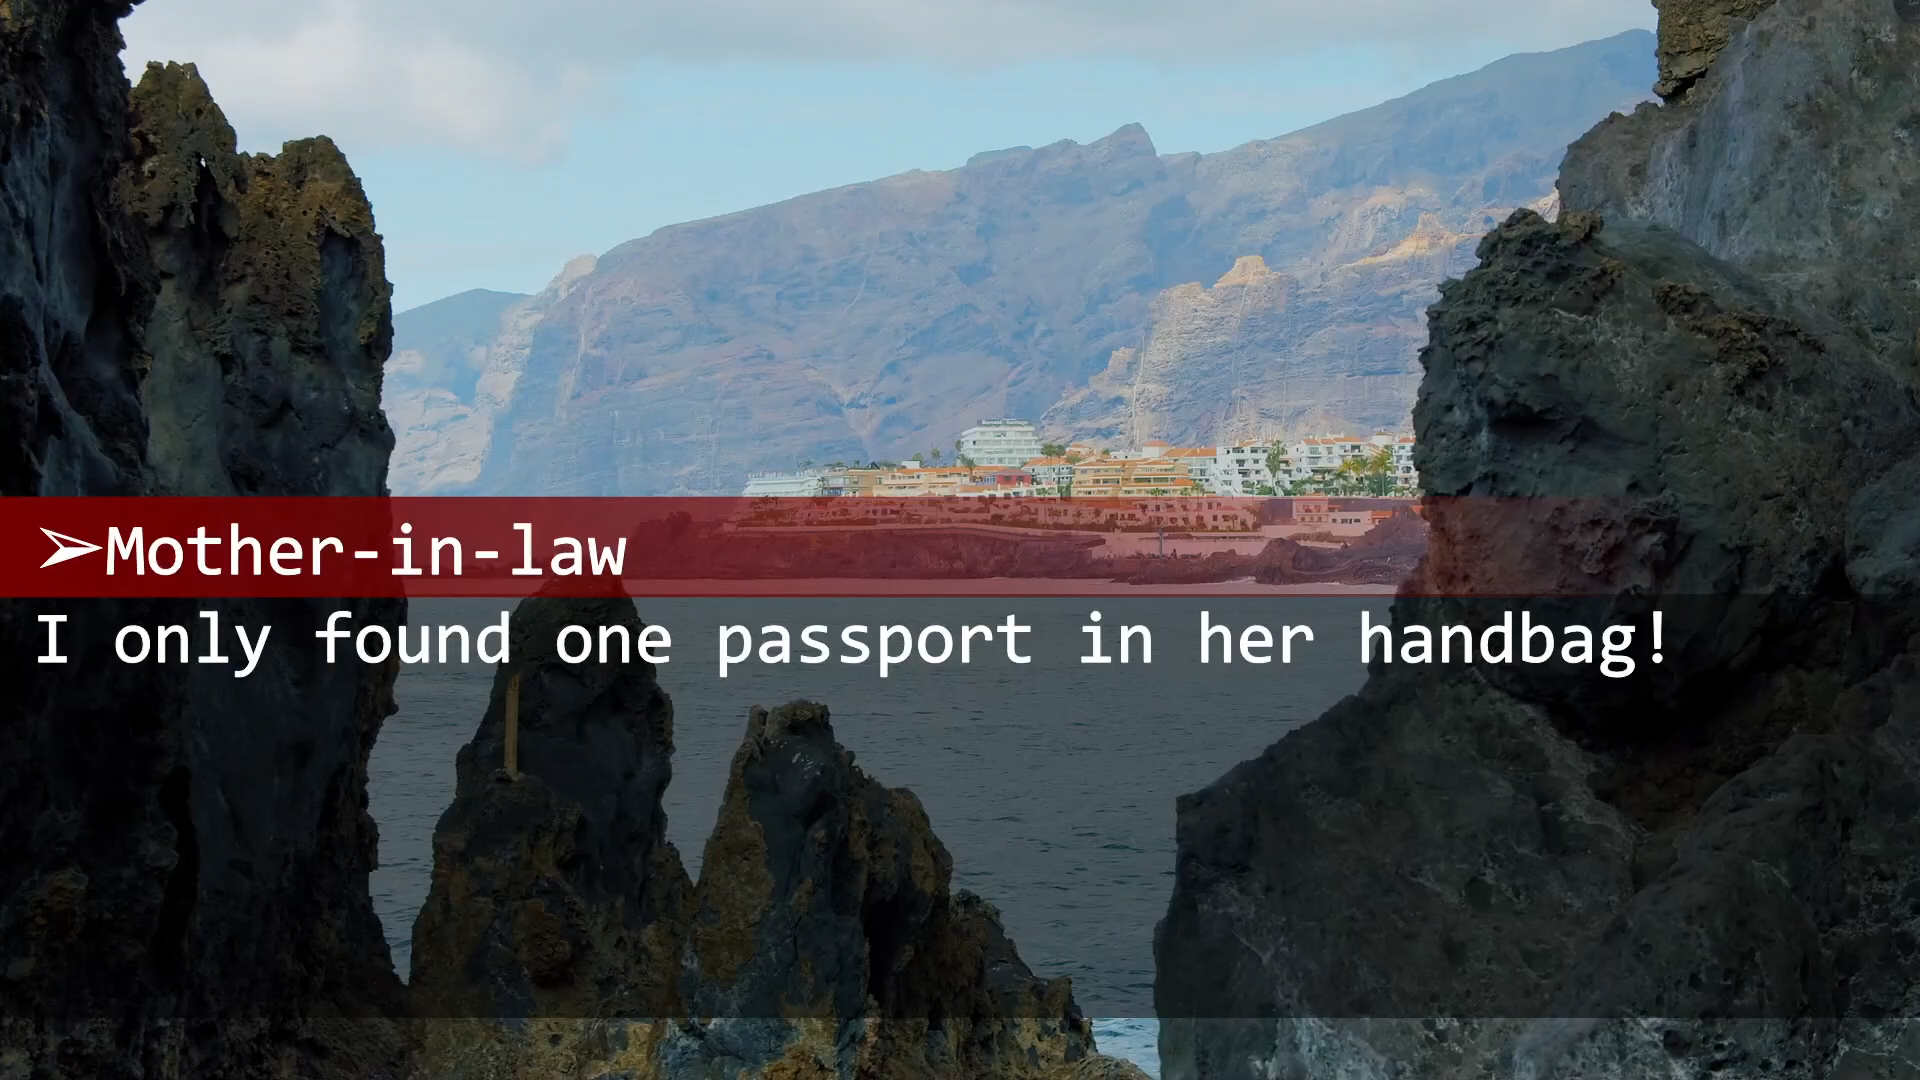 ➢Mother-in-law
I only found one passport in her handbag!